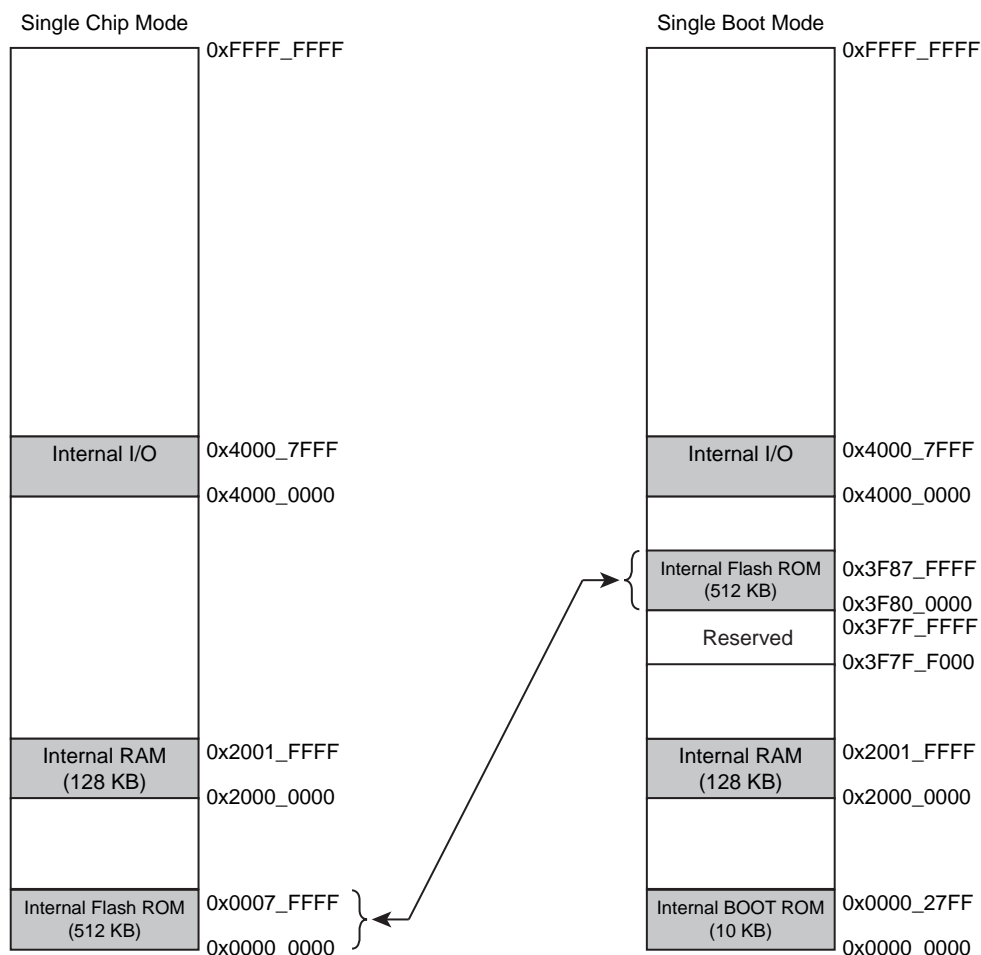 Single Chip Mode
0xFFFF_FFFF
Internal I/O
0x4000_7FFF
0x4000_0000
Internal RAM
(128 KB)
0x2001_FFFF
0x2000_0000
Internal Flash ROM
(512 KB)
0x0007_FFFF
0x0000_0000
Single Boot Mode
0xFFFF_FFFF
Internal I/O
0x4000_7FFF
0x4000_0000
Internal Flash ROM
(512 KB)
0x3F87_FFFF
0x3F80_0000
Reserved
0x3F7F_FFFF
0x3F7F_F000
Internal RAM
(128 KB)
0x2001_FFFF
0x2000_0000
Internal BOOT ROM
(10 KB)
0x0000_27FF
0x0000_0000